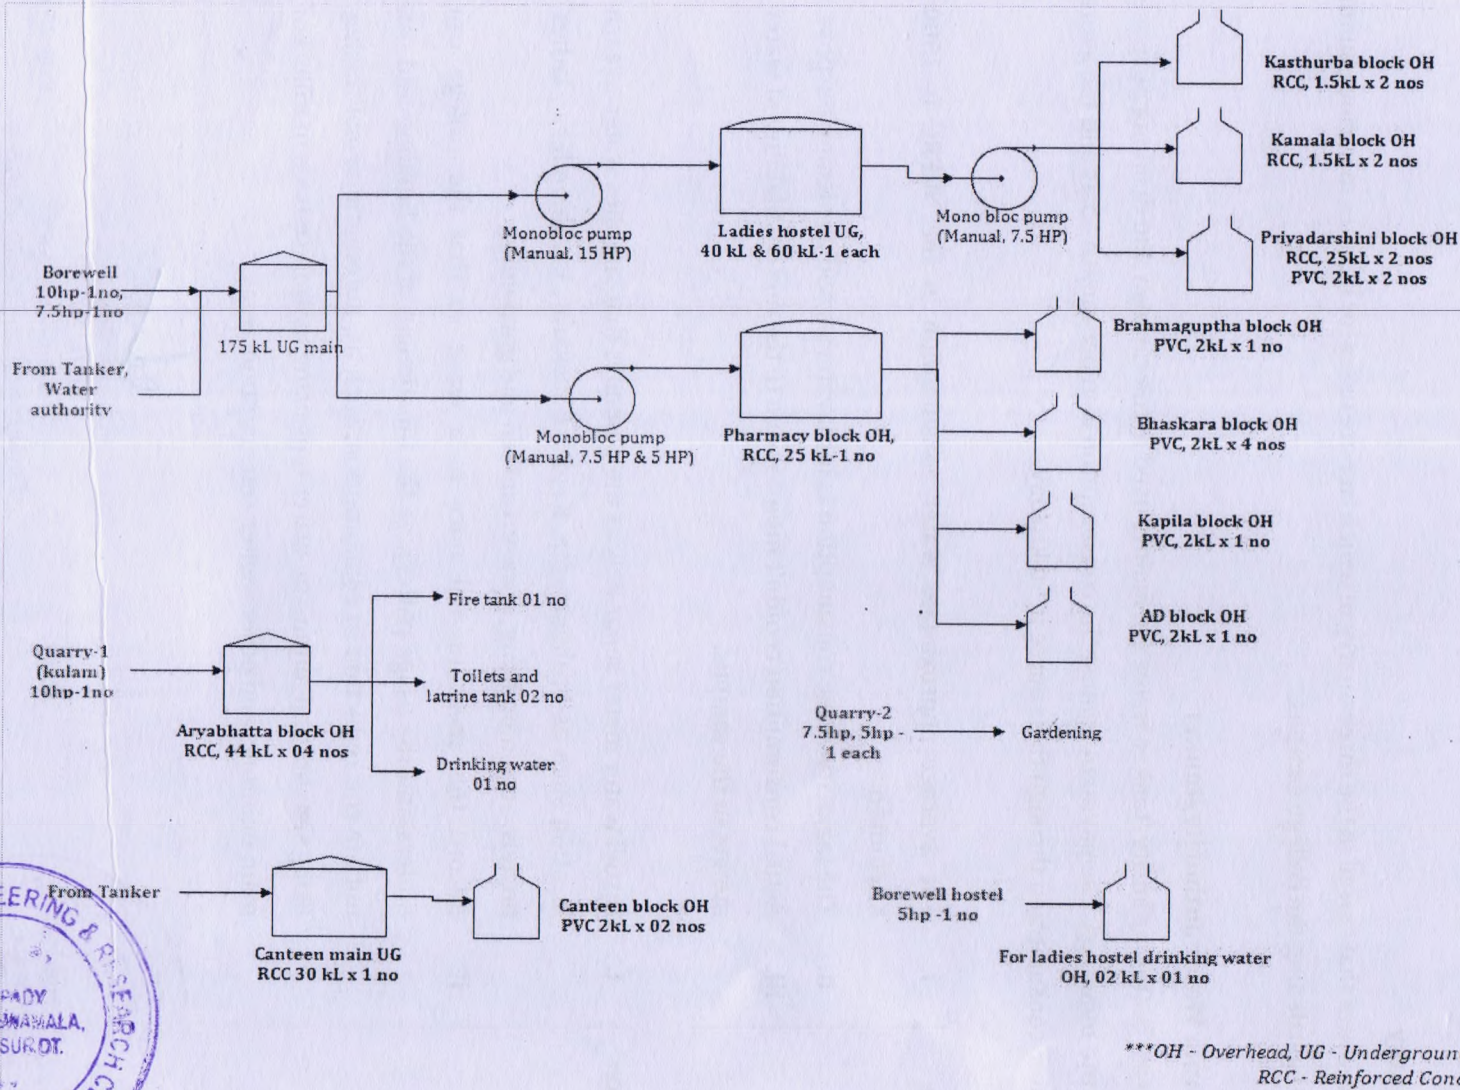 Kasthurba block OH
RCC, 1.5kL x 2 nos
Kamala block OH
RCC, 1.5kL x 2 nos
Monobloc pump
(Manual, 15 HP)
Ladies hostel UG,
40 kL & 60 kL-1 each
Mono bloc pump
(Manual, 7.5 HP)
Priyadarshini block OH
RCC, 25kL x 2 nos
PVC, 2kL x 2 nos
Borewell
10hp-1no,
7.5hp-1no
175 kL UG main
From Tanker,
Water
authority
Brahmaguptha block OH
PVC, 2kL x 1 no
Monobloc pump
(Manual, 7.5 HP & 5 HP)
Pharmacy block OH,
RCC, 25 kL-1 no
Bhaskara block OH
PVC, 2kL x 4 nos
Kapila block OH
PVC, 2kL x 1 no
AD block OH
PVC, 2kL x 1 no
Quarry-1
(kulam)
10hp-1no
Aryabhatta block OH
RCC, 44 kL x 04 nos
Fire tank 01 no
Toilets and
latrine tank 02 no
Drinking water
01 no
Quarry-2
7.5hp, 5hp -
1 each
Gardening
From Tanker
Canteen main UG
RCC 30 kL x 1 no
Canteen block OH
PVC 2kL x 02 nos
Borewell hostel
5hp -1 no
For ladies hostel drinking water
OH, 02 kL x 01 no
EERING & RESEARCH C
PADY
SUR DT.
***OH - Overhead, UG - Undergroun
RCC - Reinforced Conc